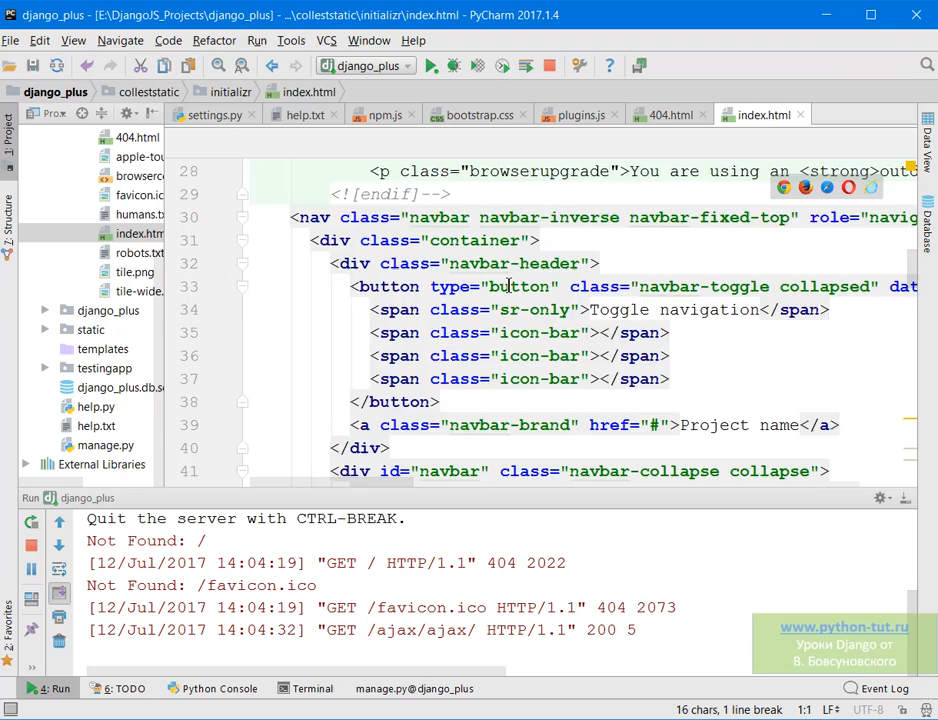 django_plus - [E:\DjangoJS_Projects\django_plus] - ...\colleststatic\initializr\index.html - PyCharm 2017.1.4
File Edit View Navigate Code Refactor Run Tools VCS Window Help
django_plus
django_plus colleststatic initializr index.html
Proj settings.py help.txt npm.js bootstrap.css plugins.js 404.html index.html
1: Project
7: Structure
2: Favorites
Data View
Database
404.html
apple-tou
browserc
favicon.ic
humans.tx
index.htm
robots.txt
tile.png
tile-wide.
django_plus
static
templates
testingapp
django_plus.db.s
help.py
help.txt
manage.py
External Libraries
28 <p class="browserupgrade">You are using an <strong>outd
29 <![endif]-->
30 <nav class="navbar navbar-inverse navbar-fixed-top" role="navig
31 <div class="container">
32 <div class="navbar-header">
33 <button type="button" class="navbar-toggle collapsed" dat
34 <span class="sr-only">Toggle navigation</span>
35 <span class="icon-bar"></span>
36 <span class="icon-bar"></span>
37 <span class="icon-bar"></span>
38 </button>
39 <a class="navbar-brand" href="#">Project name</a>
40 </div>
41 <div id="navbar" class="navbar-collapse collapse">
Run django_plus
Quit the server with CTRL-BREAK.
Not Found: /
[12/Jul/2017 14:04:19] "GET / HTTP/1.1" 404 2022
Not Found: /favicon.ico
[12/Jul/2017 14:04:19] "GET /favicon.ico HTTP/1.1" 404 2073
[12/Jul/2017 14:04:32] "GET /ajax/ajax/ HTTP/1.1" 200 5
www.python-tut.ru
Уроки Django от
В. Бовсуновского
4: Run 6: TODO Python Console Terminal manage.py@django_plus Event Log
16 chars, 1 line break 1:1 LF UTF-8